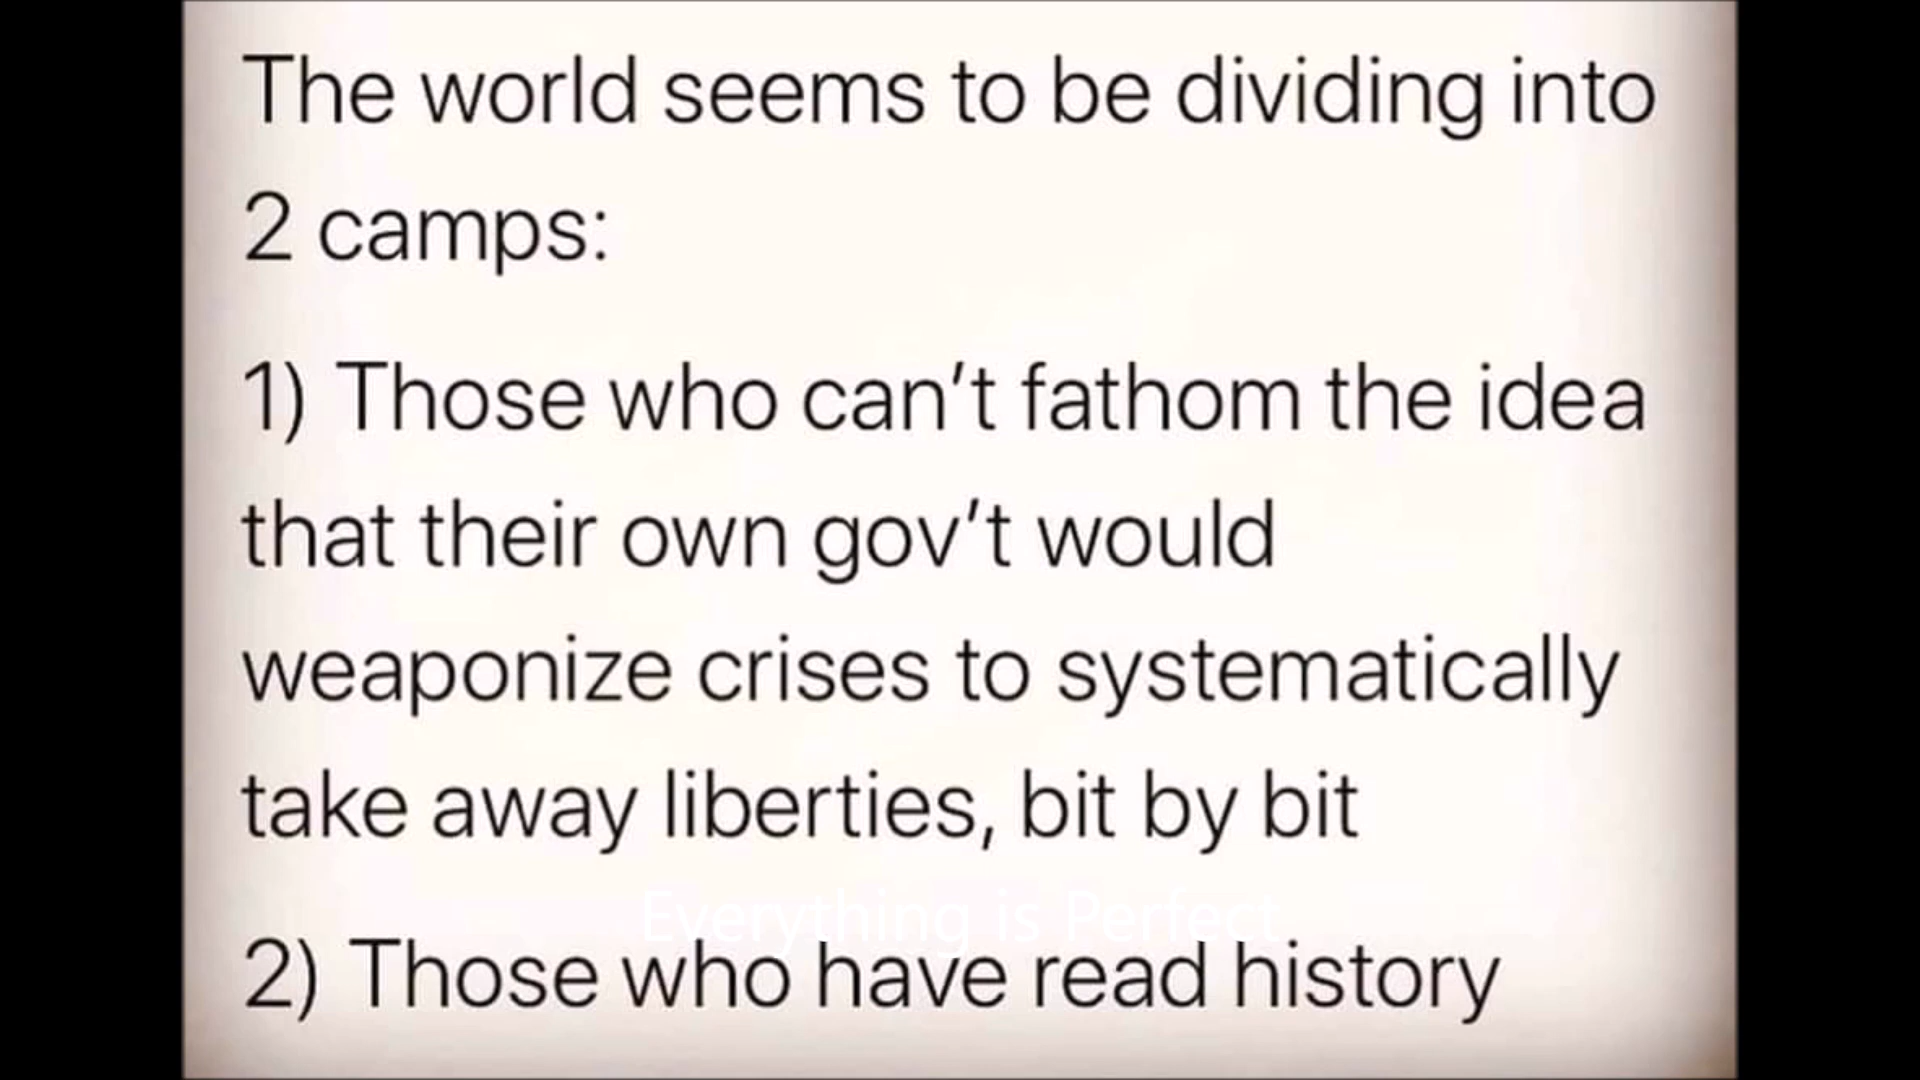 The world seems to be dividing into
2 camps:
1) Those who can’t fathom the idea
that their own gov’t would
weaponize crises to systematically
take away liberties, bit by bit
Everything is Perfect
2) Those who have read history